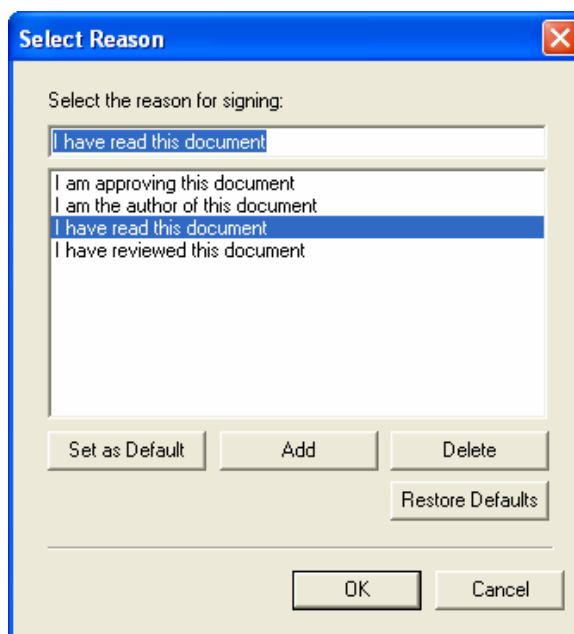 Select Reason
Select the reason for signing:
I have read this document
I am approving this document
I am the author of this document
I have read this document
I have reviewed this document
Set as Default Add Delete
Restore Defaults
OK Cancel